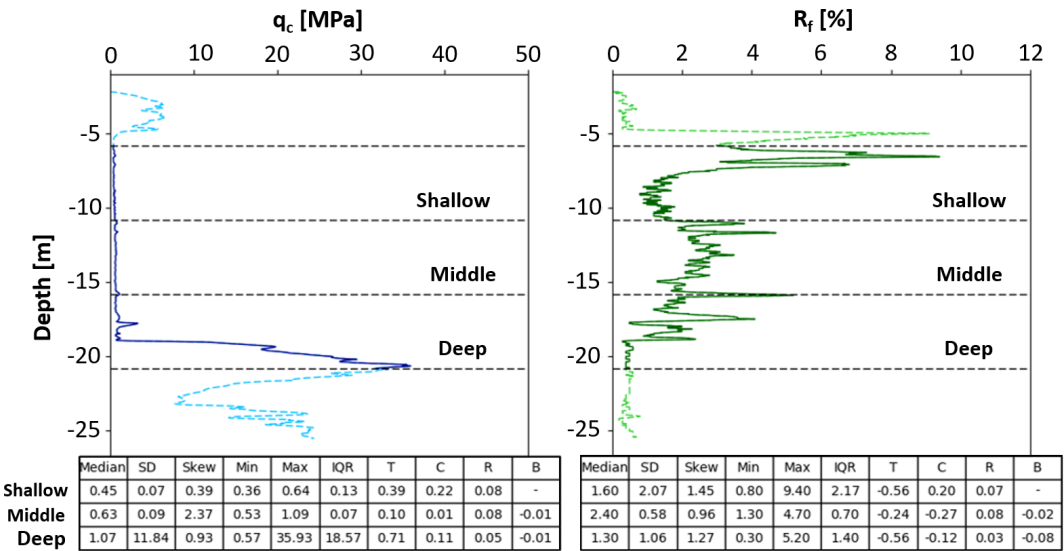 qc [MPa] Rf [%]
0 10 20 30 40 50 0 2 4 6 8 10 12
-5 -5
Shallow Shallow
-10 -10
Middle Middle
-15 -15
Depth [m]
Deep Deep
-20 -20
-25 -25
Median SD Skew Min Max IQR T C R B Median SD Skew Min Max IQR T C R B
Shallow 0.45 0.07 0.39 0.36 0.64 0.13 0.39 0.22 0.08 - 1.60 2.07 1.45 0.80 9.40 2.17 -0.56 0.20 0.07 -
Middle 0.63 0.09 2.37 0.53 1.09 0.07 0.10 0.01 0.08 -0.01 2.40 0.58 0.96 1.30 4.70 0.70 -0.24 -0.27 0.08 -0.02
Deep 1.07 11.84 0.93 0.57 35.93 18.57 0.71 0.11 0.05 -0.01 1.30 1.06 1.27 0.30 5.20 1.40 -0.56 -0.12 0.03 -0.08